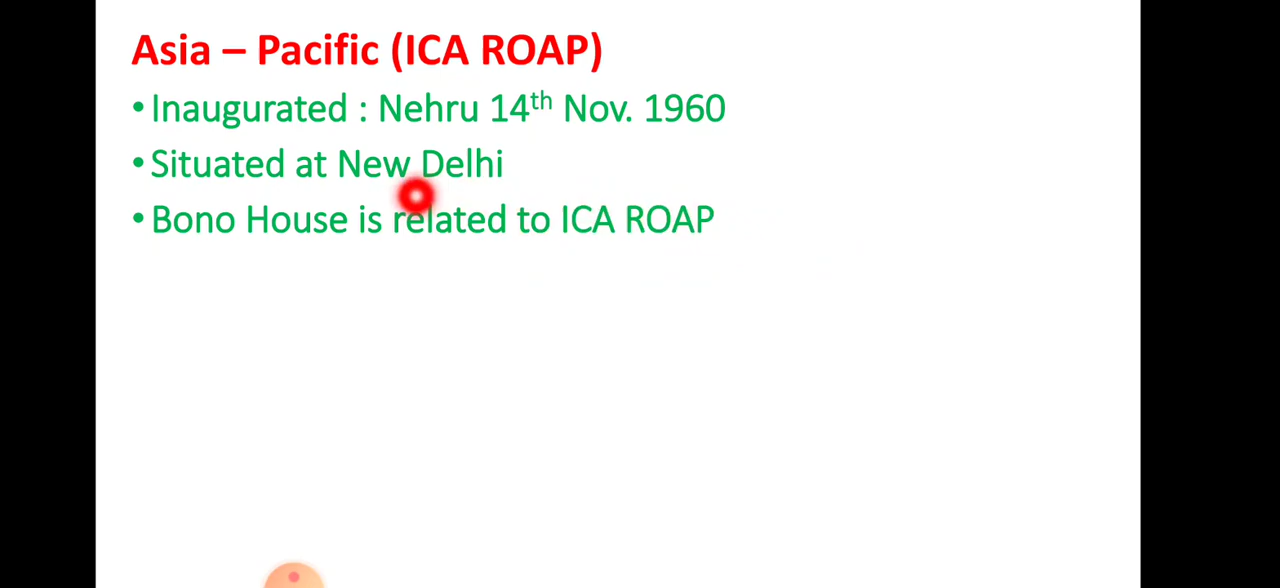 Asia – Pacific (ICA ROAP)
• Inaugurated : Nehru 14th Nov. 1960
• Situated at New Delhi
• Bono House is related to ICA ROAP